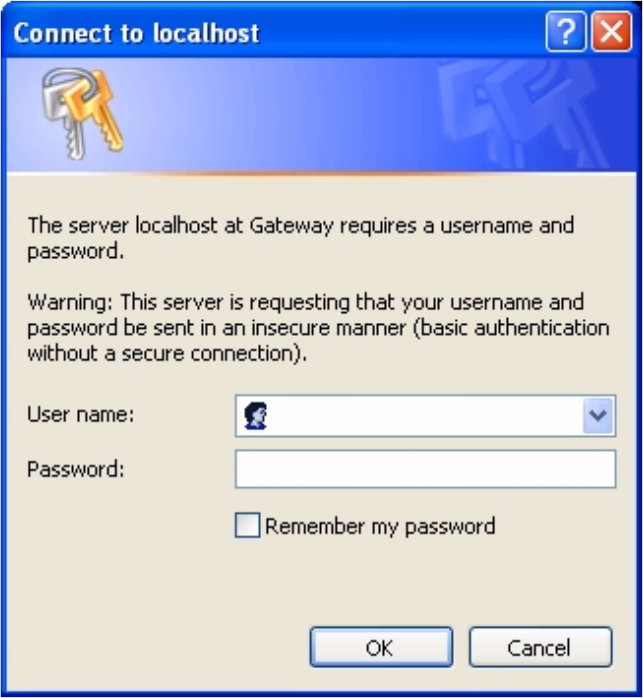 Connect to localhost
The server localhost at Gateway requires a username and
password.
Warning: This server is requesting that your username and
password be sent in an insecure manner (basic authentication
without a secure connection).
User name:
Password:
Remember my password
OK
Cancel